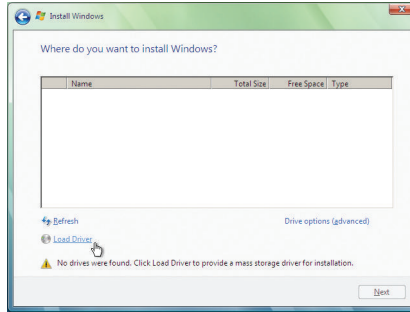 Install Windows
Where do you want to install Windows?
Name Total Size Free Space Type
Refresh Drive options (advanced)
Load Driver
No drives were found. Click Load Driver to provide a mass storage driver for installation.
Next